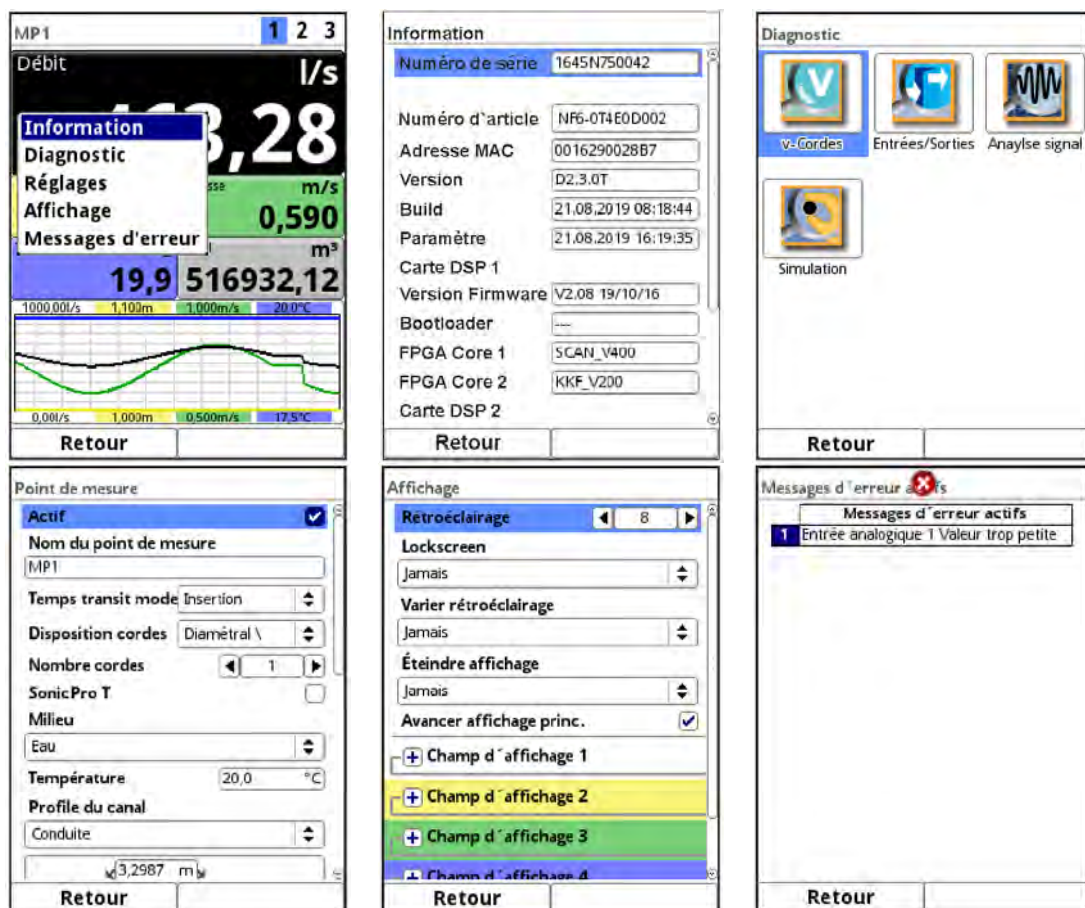 MP1 1 2 3
Débit l/s
3,28
Information
Diagnostic
Réglages
Affichage
Messages d'erreur
sse m/s
0,590
m³
19,9 516932,12
1000,00l/s 1,100m 1,000m/s 20,0°C
0,00l/s 1,000m 0,500m/s 17,5°C
Retour
Information
Numéro de série 1645N750042
Numéro d`article NF6-0T4E0D002
Adresse MAC 0016290028B7
Version D2.3.0T
Build 21.08.2019 08:18:44
Paramètre 21.08.2019 16:19:35
Carte DSP 1
Version Firmware V2.08 19/10/16
Bootloader ---
FPGA Core 1 SCAN_V400
FPGA Core 2 KKF_V200
Carte DSP 2
Retour
Diagnostic
v-Cordes Entrées/Sorties Anaylse signal
Simulation
Retour
Point de mesure
Actif
Nom du point de mesure
MP1
Temps transit mode Insertion
Disposition cordes Diamétral \
Nombre cordes 1
SonicPro T
Milieu
Eau
Température 20,0 °C
Profile du canal
Conduite
3,2987 m
Retour
Affichage
Retroéclairage 8
Lockscreen
Jamais
Varier rétroéclairage
Jamais
Éteindre affichage
Jamais
Avancer affichage princ.
Champ d´affichage 1
Champ d´affichage 2
Champ d´affichage 3
Champ d´affichage 4
Retour
Messages d´erreur actifs
Messages d´erreur actifs
1 Entrée analogique 1 Valeur trop petite
Retour